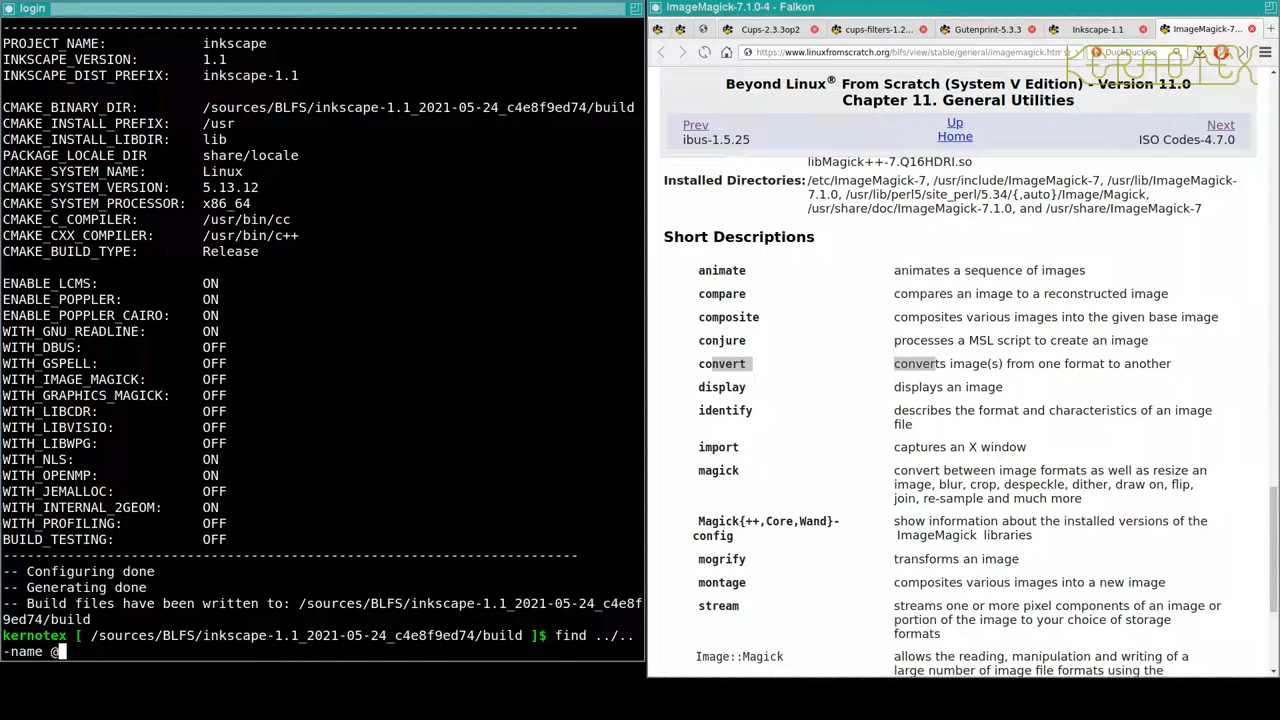 login
--------------------------------------------------------------------------
PROJECT_NAME: inkscape
INKSCAPE_VERSION: 1.1
INKSCAPE_DIST_PREFIX: inkscape-1.1
CMAKE_BINARY_DIR: /sources/BLFS/inkscape-1.1_2021-05-24_c4e8f9ed74/build
CMAKE_INSTALL_PREFIX: /usr
CMAKE_INSTALL_LIBDIR: lib
PACKAGE_LOCALE_DIR share/locale
CMAKE_SYSTEM_NAME: Linux
CMAKE_SYSTEM_VERSION: 5.13.12
CMAKE_SYSTEM_PROCESSOR: x86_64
CMAKE_C_COMPILER: /usr/bin/cc
CMAKE_CXX_COMPILER: /usr/bin/c++
CMAKE_BUILD_TYPE: Release
ENABLE_LCMS: ON
ENABLE_POPPLER: ON
ENABLE_POPPLER_CAIRO: ON
WITH_GNU_READLINE: ON
WITH_DBUS: OFF
WITH_GSPELL: OFF
WITH_IMAGE_MAGICK: OFF
WITH_GRAPHICS_MAGICK: OFF
WITH_LIBCDR: OFF
WITH_LIBVISIO: OFF
WITH_LIBWPG: OFF
WITH_NLS: ON
WITH_OPENMP: ON
WITH_JEMALLOC: OFF
WITH_INTERNAL_2GEOM: ON
WITH_PROFILING: OFF
BUILD_TESTING: OFF
--------------------------------------------------------------------------
-- Configuring done
-- Generating done
-- Build files have been written to: /sources/BLFS/inkscape-1.1_2021-05-24_c4e8f
9ed74/build
kernotex [ /sources/BLFS/inkscape-1.1_2021-05-24_c4e8f9ed74/build ]$ find ../..
-name @
ImageMagick-7.1.0-4 - Falkon
Cups-2.3.3op2
cups-filters-1.2...
Gutenprint-5.3.3
Inkscape-1.1
ImageMagick-7...
https://www.linuxfromscratch.org/blfs/view/stable/general/imagemagick.htm
DuckDuckGo
KERNOTEX
Beyond Linux® From Scratch (System V Edition) - Version 11.0
Chapter 11. General Utilities
Prev Up Next
ibus-1.5.25 Home ISO Codes-4.7.0
libMagick++-7.Q16HDRI.so
Installed Directories: /etc/ImageMagick-7, /usr/include/ImageMagick-7, /usr/lib/ImageMagick-
7.1.0, /usr/lib/perl5/site_perl/5.34/{,auto}/Image/Magick,
/usr/share/doc/ImageMagick-7.1.0, and /usr/share/ImageMagick-7
Short Descriptions
animate animates a sequence of images
compare compares an image to a reconstructed image
composite composites various images into the given base image
conjure processes a MSL script to create an image
convert converts image(s) from one format to another
display displays an image
identify describes the format and characteristics of an image
file
import captures an X window
magick convert between image formats as well as resize an
image, blur, crop, despeckle, dither, draw on, flip,
join, re-sample and much more
Magick{++,Core,Wand}- show information about the installed versions of the
config ImageMagick libraries
mogrify transforms an image
montage composites various images into a new image
stream streams one or more pixel components of an image or
portion of the image to your choice of storage
formats
Image::Magick allows the reading, manipulation and writing of a
large number of image file formats using the